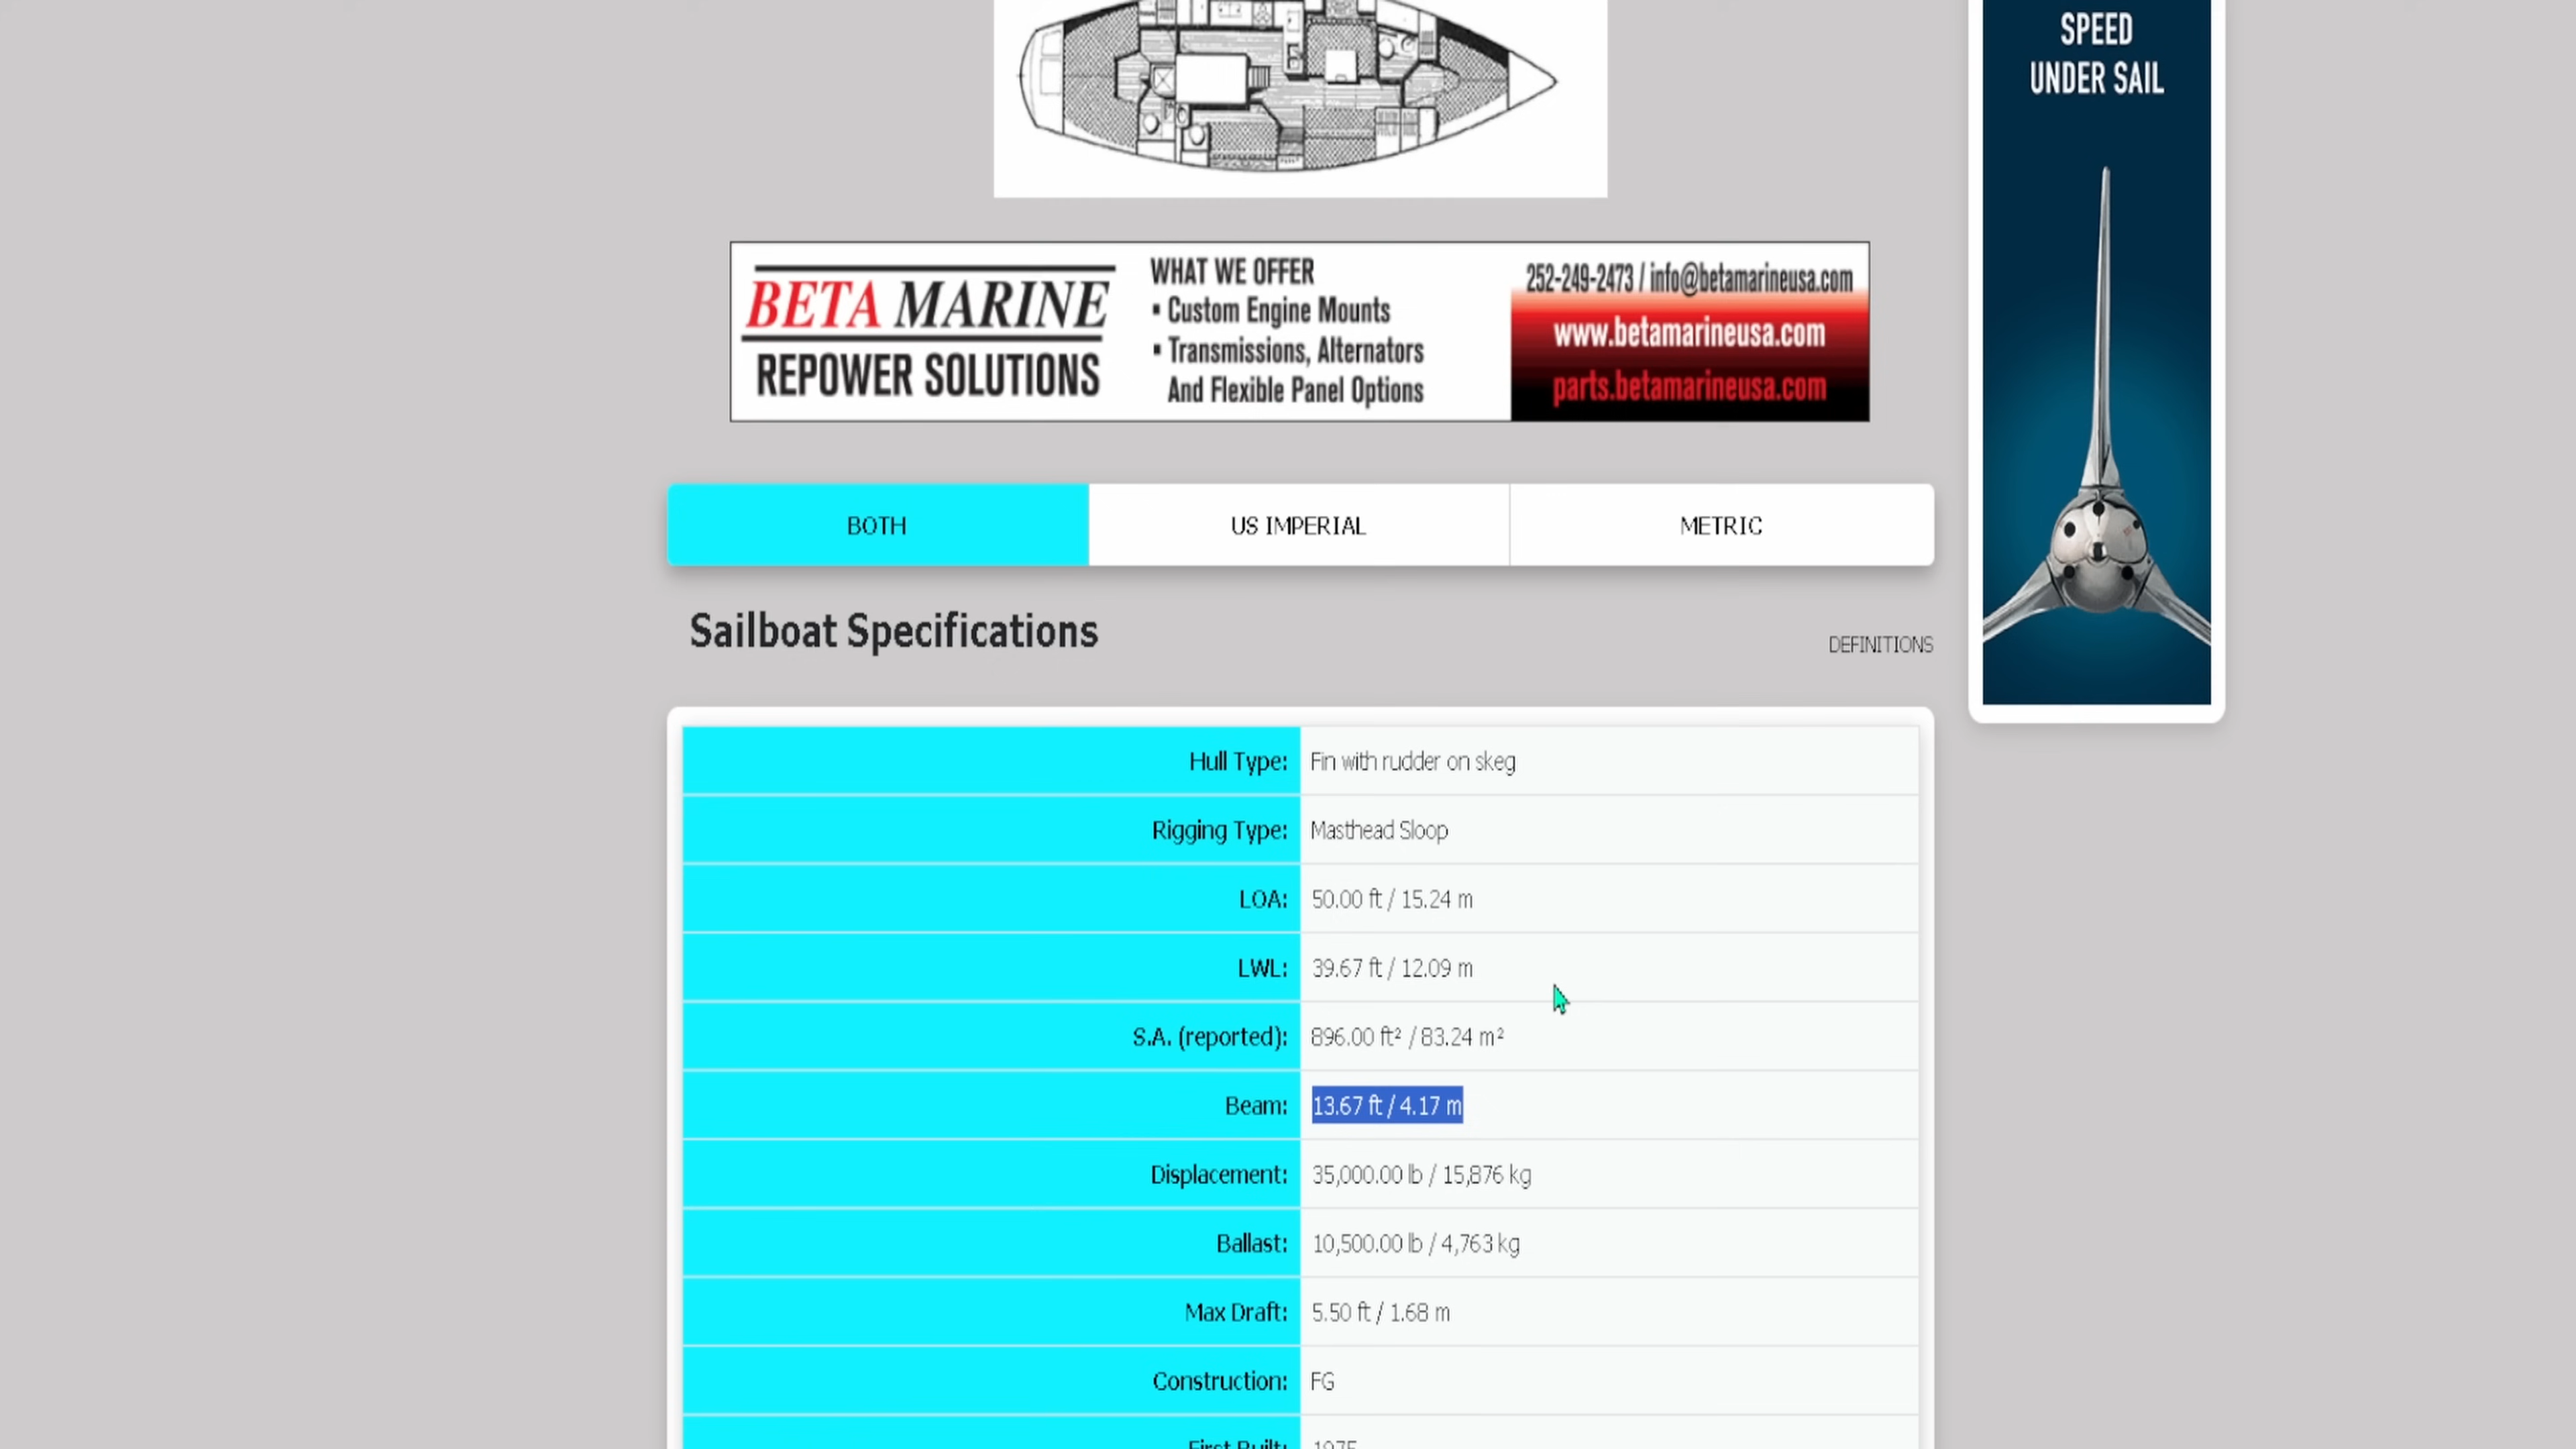 SPEED
UNDER SAIL
BETA MARINE
REPOWER SOLUTIONS
WHAT WE OFFER
▪ Custom Engine Mounts
▪ Transmissions, Alternators
And Flexible Panel Options
252-249-2473 / info@betamarineusa.com
www.betamarineusa.com
parts.betamarineusa.com
BOTH
US IMPERIAL
METRIC
Sailboat Specifications
DEFINITIONS
Hull Type: Fin with rudder on skeg
Rigging Type: Masthead Sloop
LOA: 50.00 ft / 15.24 m
LWL: 39.67 ft / 12.09 m
S.A. (reported): 896.00 ft² / 83.24 m²
Beam: 13.67 ft / 4.17 m
Displacement: 35,000.00 lb / 15,876 kg
Ballast: 10,500.00 lb / 4,763 kg
Max Draft: 5.50 ft / 1.68 m
Construction: FG
First Built: 1975